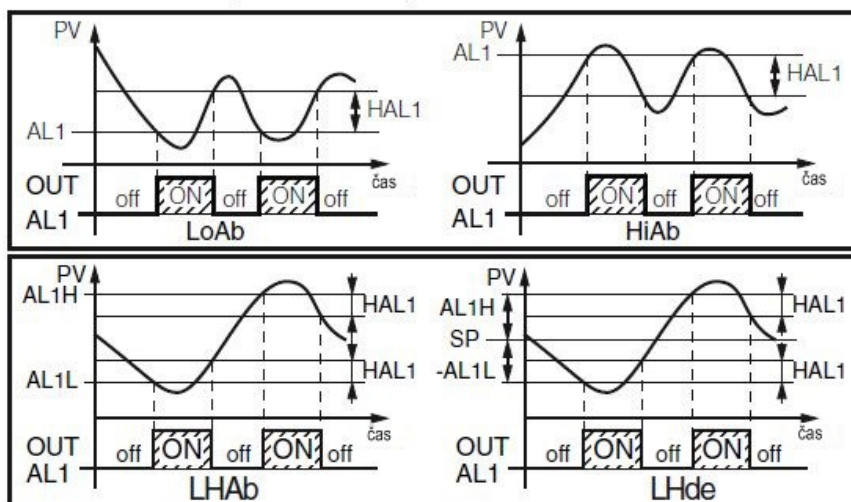 PV
AL1
HAL1
čas
OUT
AL1
off ON off ON off
LoAb
PV
AL1
HAL1
čas
OUT
AL1
off ON off ON off
HiAb
PV
AL1H
HAL1
HAL1
AL1L
čas
OUT
AL1
off ON off ON off
LHAb
PV
AL1H
HAL1
SP
-AL1L
HAL1
čas
OUT
AL1
off ON off ON off
LHde